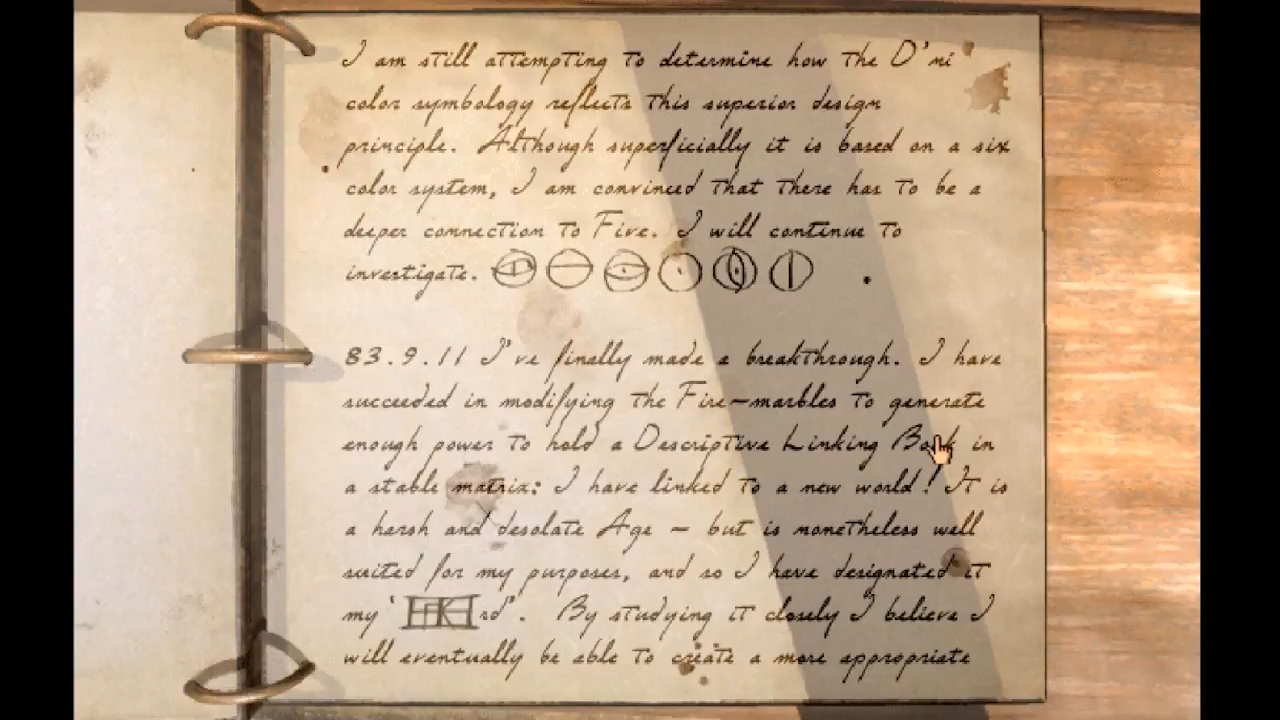 I am still attempting to determine how the D'ni
color symbology reflects this superior design
principle. Although superficially it is based on a six
color system, I am convinced that there has to be a
deeper connection to Five. I will continue to
investigate.
83.9.11 I've finally made a breakthrough. I have
succeeded in modifying the Fire-marbles to generate
enough power to hold a Descriptive Linking Book in
a stable matrix: I have linked to a new world! It is
a harsh and desolate Age - but is nonetheless well
suited for my purposes, and so I have designated it
my ' rd'. By studying it closely I believe I
will eventually be able to create a more appropriate